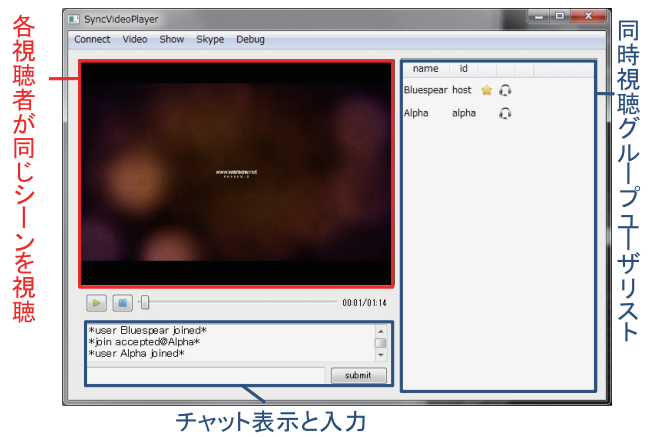 各視聴者が同じシーンを視聴
SyncVideoPlayer
Connect Video Show Skype Debug
www.warsow.net
name id
Bluespear host
Alpha alpha
00:01/01:14
*user Bluespear joined*
*join accepted@Alpha*
*user Alpha joined*
submit
同時視聴グループユーザリスト
チャット表示と入力